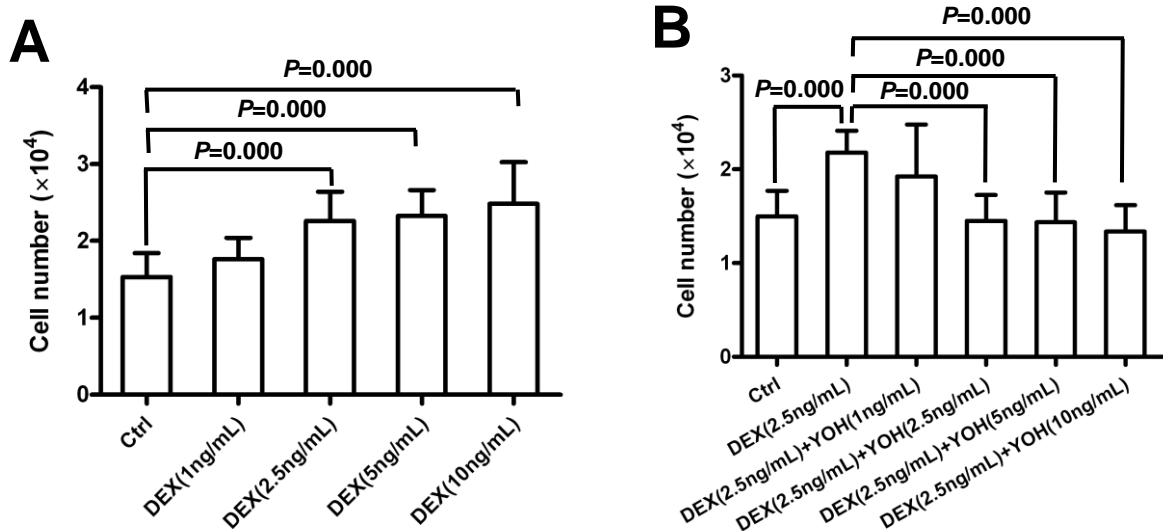 A
P=0.000
P=0.000
P=0.000
Cell number (×10⁴)
4
3
2
1
0
Ctrl
DEX(1ng/mL)
DEX(2.5ng/mL)
DEX(5ng/mL)
DEX(10ng/mL)
B
P=0.000
P=0.000
P=0.000
P=0.000
Cell number (×10⁴)
3
2
1
0
Ctrl
DEX(2.5ng/mL)
DEX(2.5ng/mL)+YOH(1ng/mL)
DEX(2.5ng/mL)+YOH(2.5ng/mL)
DEX(2.5ng/mL)+YOH(5ng/mL)
DEX(2.5ng/mL)+YOH(10ng/mL)